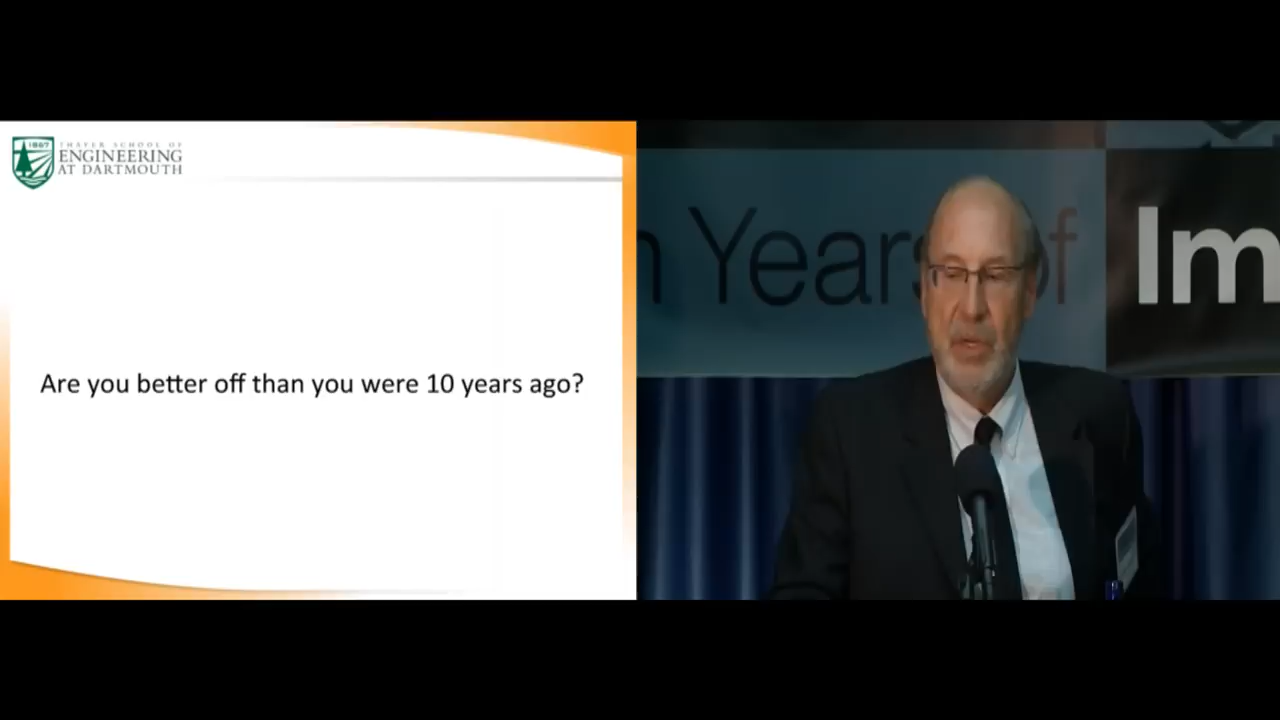 1867
THAYER SCHOOL OF
ENGINEERING
AT DARTMOUTH
Are you better off than you were 10 years ago?
Years of
Im